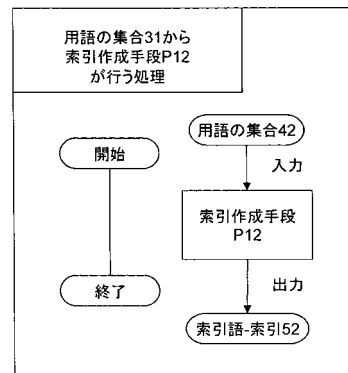 用語の集合31から
索引作成手段P12
が行う処理
開始
終了
用語の集合42
入力
索引作成手段
P12
出力
索引語-索引52